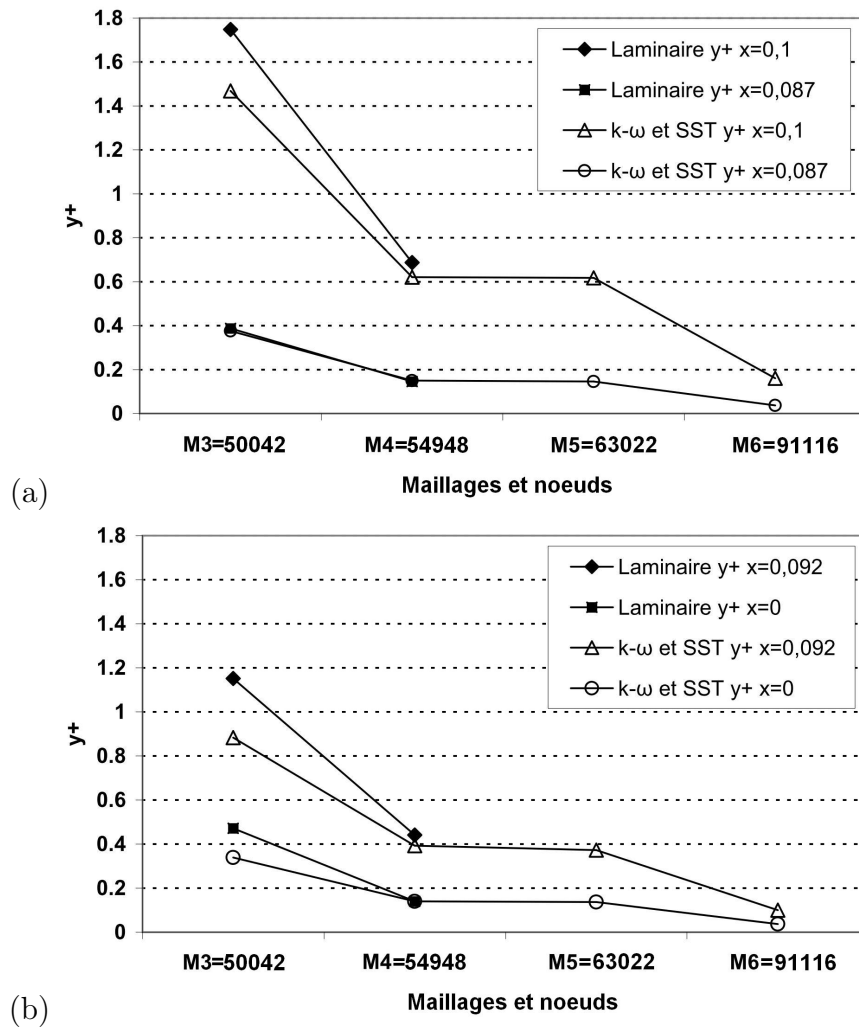 1.8
1.6
1.4
1.2
1
0.8
0.6
0.4
0.2
0
y+
Laminaire y+ x=0,1
Laminaire y+ x=0,087
k-ω et SST y+ x=0,1
k-ω et SST y+ x=0,087
M3=50042 M4=54948 M5=63022 M6=91116
Maillages et noeuds
(a)
1.8
1.6
1.4
1.2
1
0.8
0.6
0.4
0.2
0
y+
Laminaire y+ x=0,092
Laminaire y+ x=0
k-ω et SST y+ x=0,092
k-ω et SST y+ x=0
M3=50042 M4=54948 M5=63022 M6=91116
Maillages et noeuds
(b)